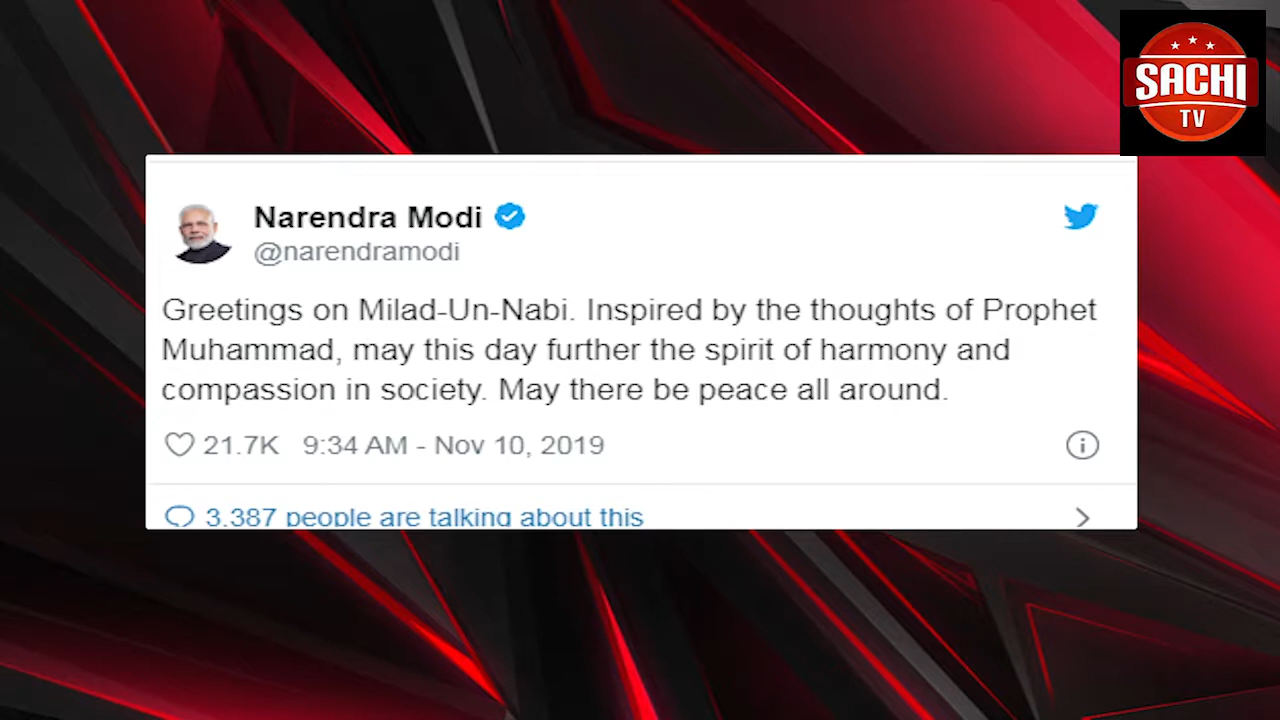 SACHI
TV
Narendra Modi
@narendramodi
Greetings on Milad-Un-Nabi. Inspired by the thoughts of Prophet
Muhammad, may this day further the spirit of harmony and
compassion in society. May there be peace all around.
21.7K 9:34 AM - Nov 10, 2019
3,387 people are talking about this